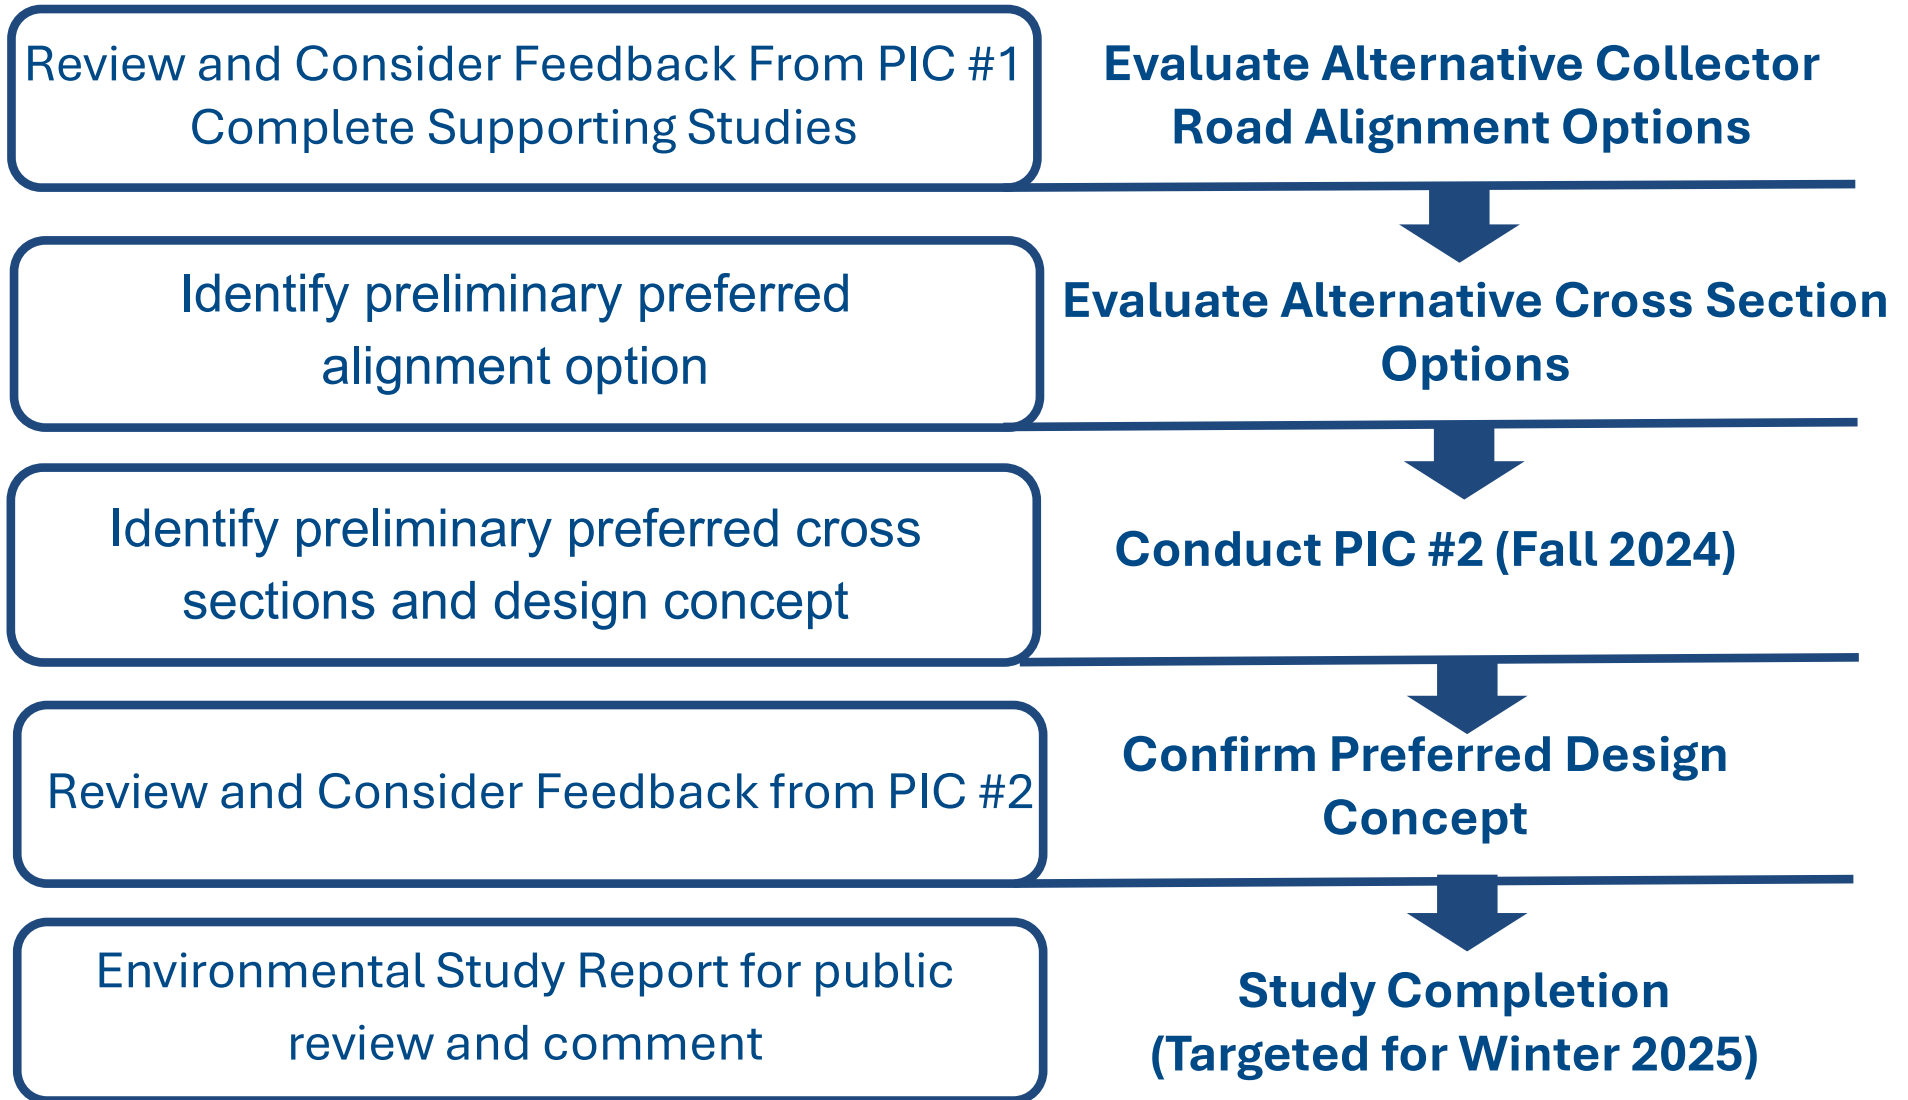 Review and Consider Feedback From PIC #1
Complete Supporting Studies
Evaluate Alternative Collector
Road Alignment Options
Identify preliminary preferred
alignment option
Evaluate Alternative Cross Section
Options
Identify preliminary preferred cross
sections and design concept
Conduct PIC #2 (Fall 2024)
Review and Consider Feedback from PIC #2
Confirm Preferred Design
Concept
Environmental Study Report for public
review and comment
Study Completion
(Targeted for Winter 2025)